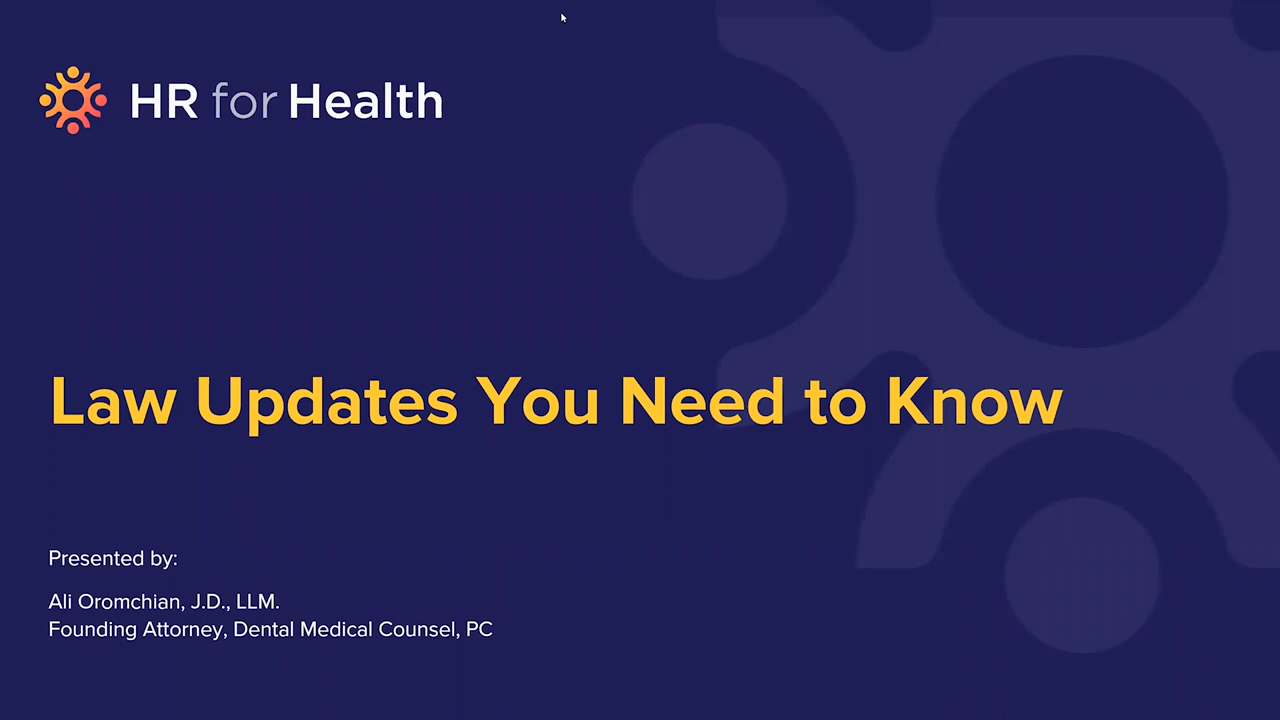 HR for Health
Law Updates You Need to Know
Presented by:
Ali Oromchian, J.D., LLM.
Founding Attorney, Dental Medical Counsel, PC